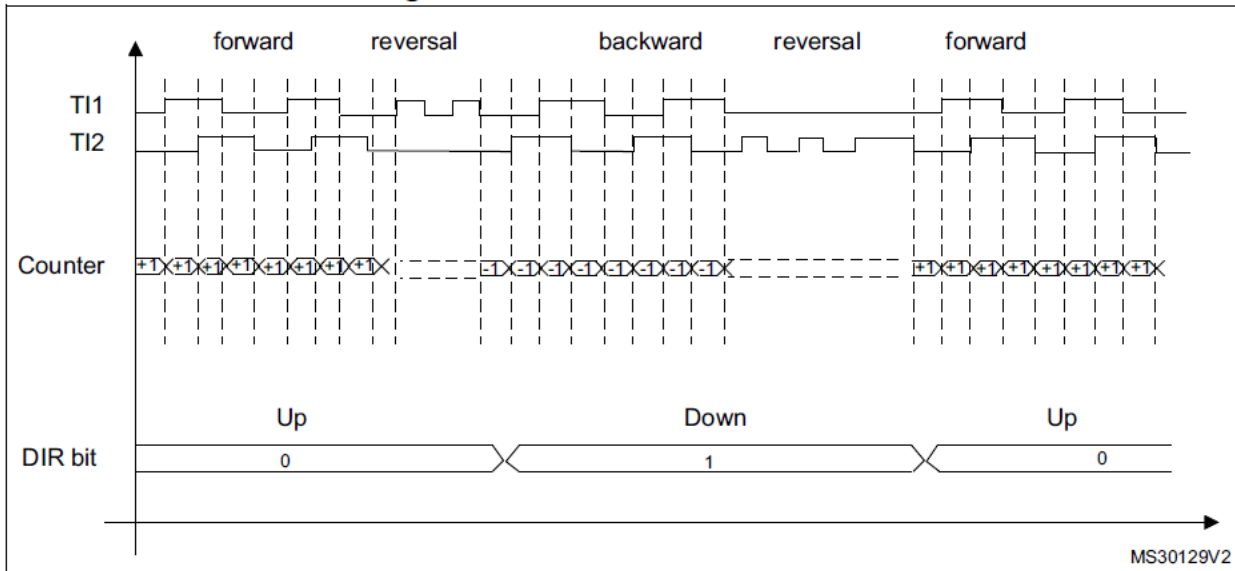 forward reversal backward reversal forward
TI1
TI2
Counter +1 +1 +1 +1 +1 +1 +1 +1 -1 -1 -1 -1 -1 -1 -1 -1 +1 +1 +1 +1 +1 +1 +1 +1
Up Down Up
DIR bit 0 1 0
MS30129V2